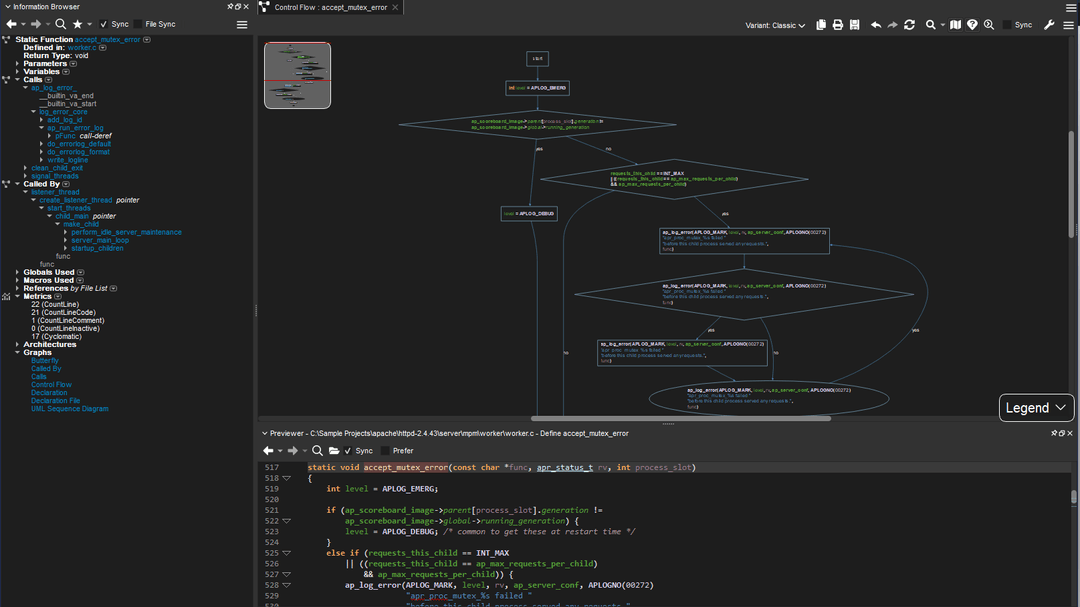 Information Browser
Sync
File Sync
Static Function accept_mutex_error
Defined in: worker.c
Return Type: void
Parameters
Variables
Calls
ap_log_error_
__builtin_va_end
__builtin_va_start
log_error_core
add_log_id
ap_run_error_log
pFunc call-deref
do_errorlog_default
do_errorlog_format
write_logline
clean_child_exit
signal_threads
Called By
listener_thread
create_listener_thread pointer
start_threads
child_main pointer
make_child
perform_idle_server_maintenance
server_main_loop
startup_children
func
func
Globals Used
Macros Used
References by File List
Metrics
22 (CountLine)
21 (CountLineCode)
1 (CountLineComment)
0 (CountLineInactive)
17 (Cyclomatic)
Architectures
Graphs
Butterfly
Called By
Calls
Control Flow
Declaration
Declaration File
UML Sequence Diagram
Control Flow : accept_mutex_error
Variant: Classic
Sync
start
int level = APLOG_EMERG
ap_scoreboard_image->parent[process_slot].generation !=
ap_scoreboard_image->global->running_generation
yes
no
requests_this_child == INT_MAX
|| ((requests_this_child == ap_max_requests_per_child)
&& ap_max_requests_per_child)
level = APLOG_DEBUG
yes
ap_log_error(APLOG_MARK, level, rv, ap_server_conf, APLOGNO(00272)
"apr_proc_mutex_%s failed "
"before this child process served any requests.",
func)
ap_log_error(APLOG_MARK, level, rv, ap_server_conf, APLOGNO(00272)
"apr_proc_mutex_%s failed "
"before this child process served any requests.",
func)
yes
yes
ap_log_error(APLOG_MARK, level, rv, ap_server_conf, APLOGNO(00272)
"apr_proc_mutex_%s failed "
"before this child process served any requests.",
func)
no
no
ap_log_error(APLOG_MARK, level, rv, ap_server_conf, APLOGNO(00272)
"apr_proc_mutex_%s failed "
"before this child process served any requests.",
func)
Legend
Previewer - C:\Sample Projects\apache\httpd-2.4.43\server\mpm\worker\worker.c - Define accept_mutex_error
Sync
Prefer
517 static void accept_mutex_error(const char *func, apr_status_t rv, int process_slot)
518 {
519 int level = APLOG_EMERG;
520
521 if (ap_scoreboard_image->parent[process_slot].generation !=
522 ap_scoreboard_image->global->running_generation) {
523 level = APLOG_DEBUG; /* common to get these at restart time */
524 }
525 else if (requests_this_child == INT_MAX
526 || ((requests_this_child == ap_max_requests_per_child)
527 && ap_max_requests_per_child)) {
528 ap_log_error(APLOG_MARK, level, rv, ap_server_conf, APLOGNO(00272)
529 "apr_proc_mutex_%s failed "
530 "before this child process served any requests.",